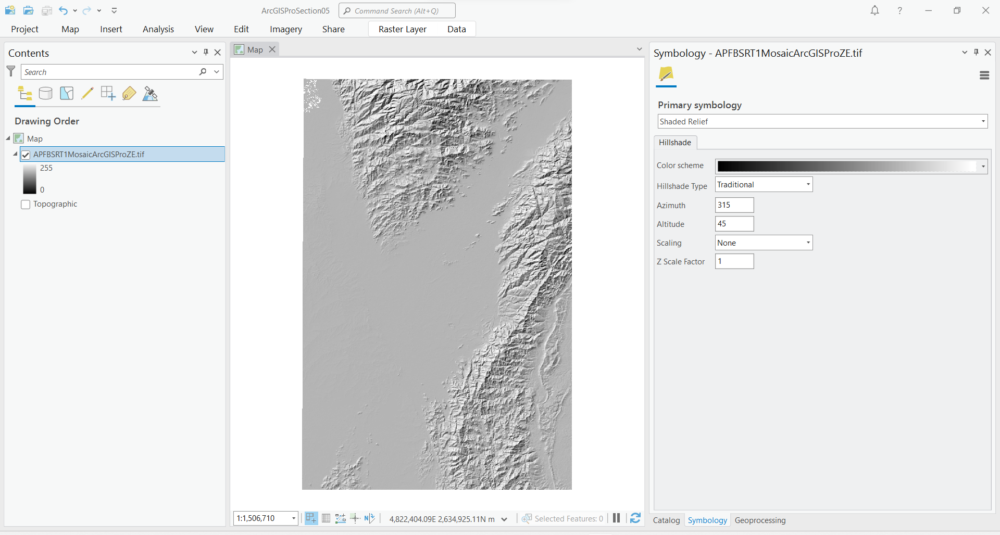 ArcGISProSection05
Command Search (Alt+Q)
?
Project Map Insert Analysis View Edit Imagery Share Raster Layer Data
Contents
Search
Drawing Order
Map
APFBSRT1MosaicArcGISProZE.tif
255
0
Topographic
Map
1:1,506,710
N
4,822,404.09E 2,634,925.11N m
Selected Features: 0
Symbology - APFBSRT1MosaicArcGISProZE.tif
Primary symbology
Shaded Relief
Hillshade
Color scheme
Hillshade Type Traditional
Azimuth 315
Altitude 45
Scaling None
Z Scale Factor 1
Catalog Symbology Geoprocessing